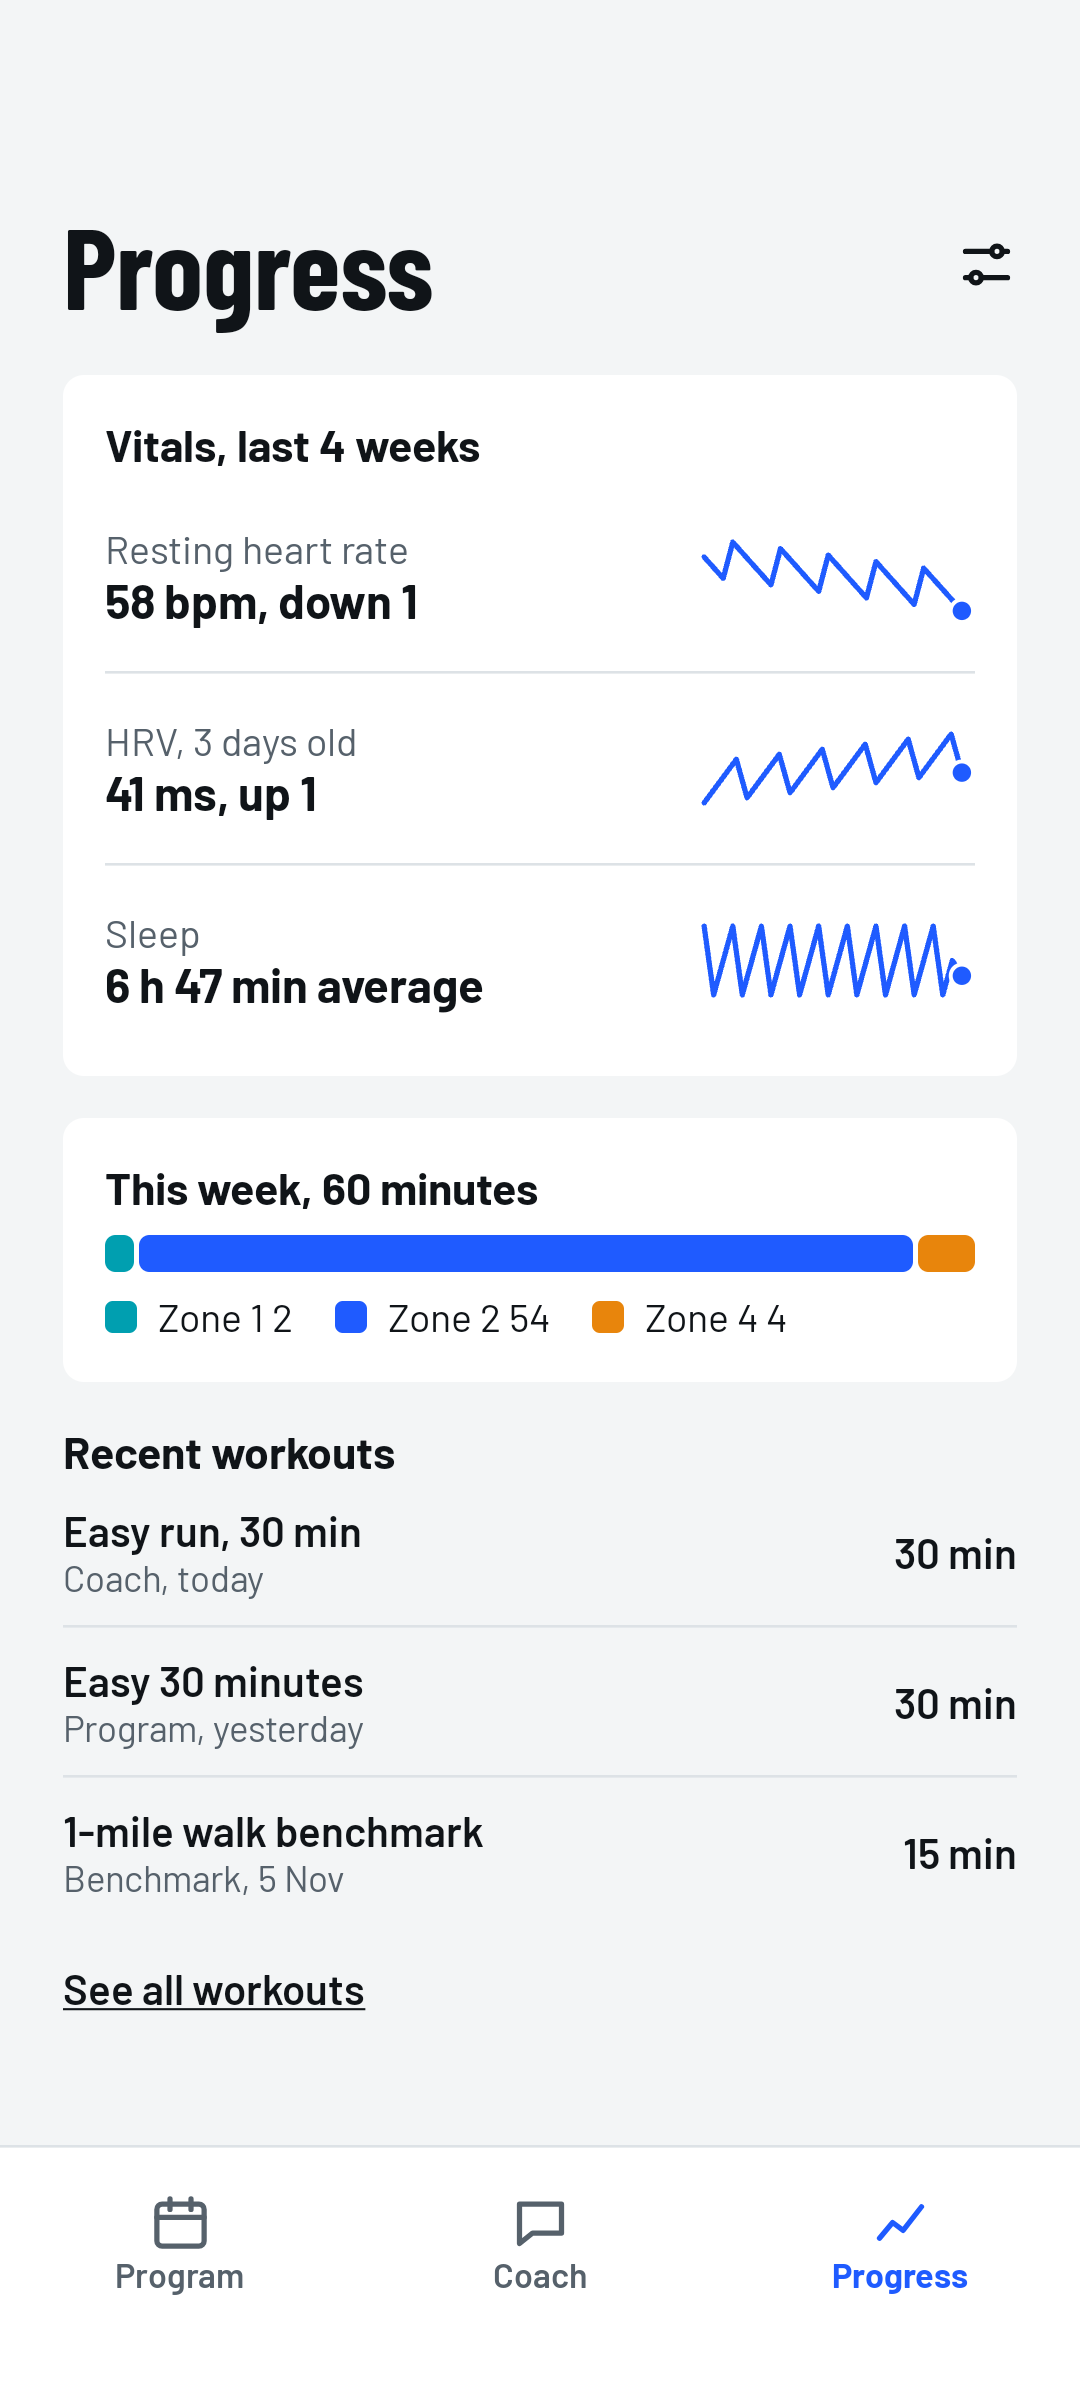 Progress
Vitals, last 4 weeks
Resting heart rate
58 bpm, down 1
HRV, 3 days old
41 ms, up 1
Sleep
6 h 47 min average
This week, 60 minutes
Zone 1 2 Zone 2 54 Zone 4 4
Recent workouts
Easy run, 30 min
Coach, today
30 min
Easy 30 minutes
Program, yesterday
30 min
1-mile walk benchmark
Benchmark, 5 Nov
15 min
See all workouts
Program Coach Progress